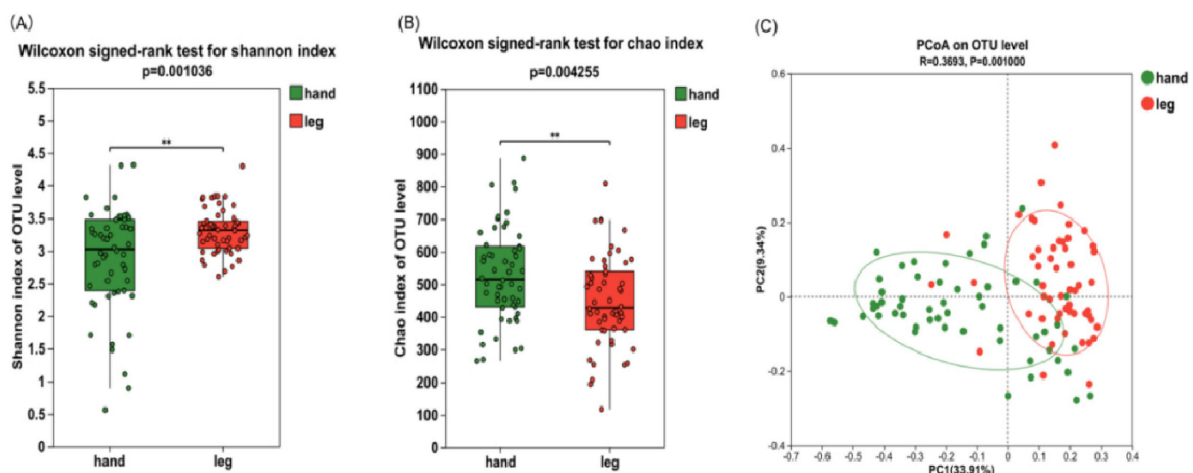 (A)
Wilcoxon signed-rank test for shannon index
p=0.001036
hand
leg
**
Shannon index of OTU level
5.5
5
4.5
4
3.5
3
2.5
2
1.5
1
0.5
0
hand
leg
(B)
Wilcoxon signed-rank test for chao index
p=0.004255
hand
leg
**
Chao index of OTU level
1100
1000
900
800
700
600
500
400
300
200
100
0
hand
leg
(C)
PCoA on OTU level
R=0.3693, P=0.001000
hand
leg
PC2(9.34%)
0.6
0.4
0.2
0
-0.2
-0.4
-0.7
-0.6
-0.5
-0.4
-0.3
-0.2
-0.1
0
0.1
0.2
0.3
0.4
PC1(33.91%)